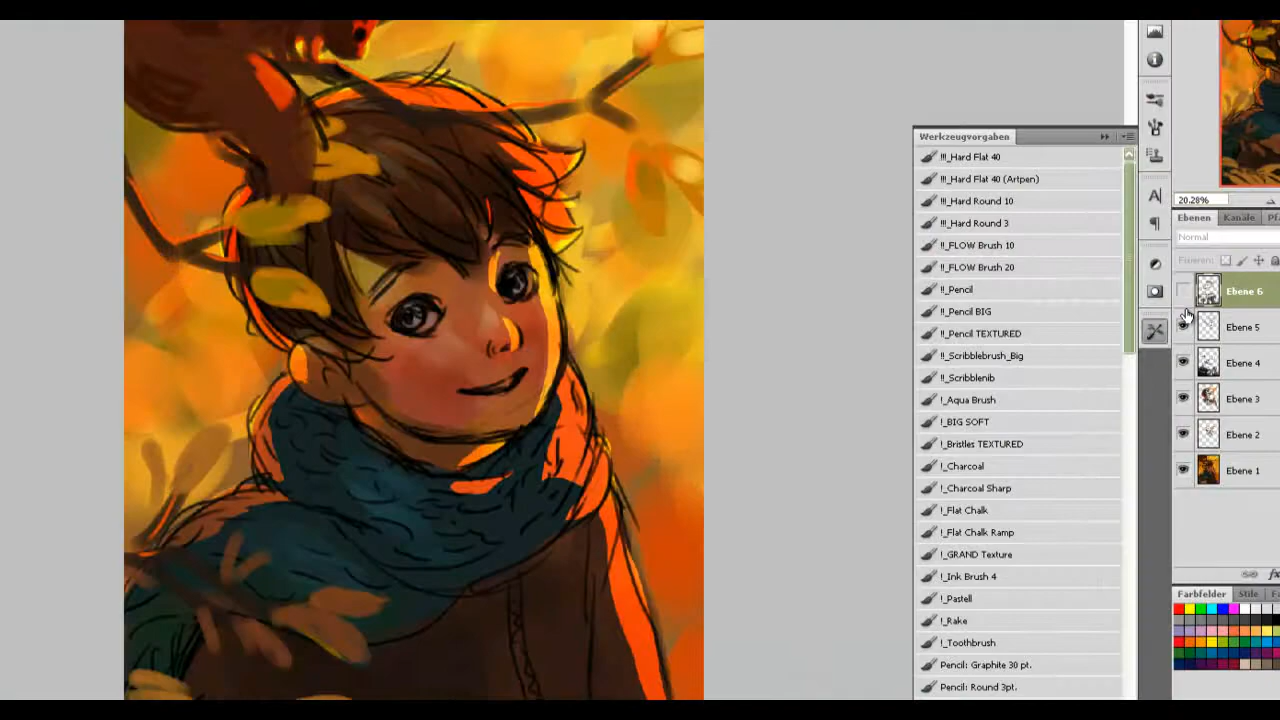 Werkzeugvorgaben
!!!_Hard Flat 40
!!!_Hard Flat 40 (Artpen)
!!!_Hard Round 10
!!!_Hard Round 3
!!_FLOW Brush 10
!!_FLOW Brush 20
!!_Pencil
!!_Pencil BIG
!!_Pencil TEXTURED
!!_Scribblebrush_Big
!!_Scribblenib
!_Aqua Brush
!_BIG SOFT
!_Bristles TEXTURED
!_Charcoal
!_Charcoal Sharp
!_Flat Chalk
!_Flat Chalk Ramp
!_GRAND Texture
!_Ink Brush 4
!_Pastell
!_Rake
!_Toothbrush
Pencil: Graphite 30 pt.
Pencil: Round 3pt.
20.28%
Ebenen Kanäle Pf
Normal
Fixieren:
Ebene 6
Ebene 5
Ebene 4
Ebene 3
Ebene 2
Ebene 1
fx
Farbfelder Stile Fa